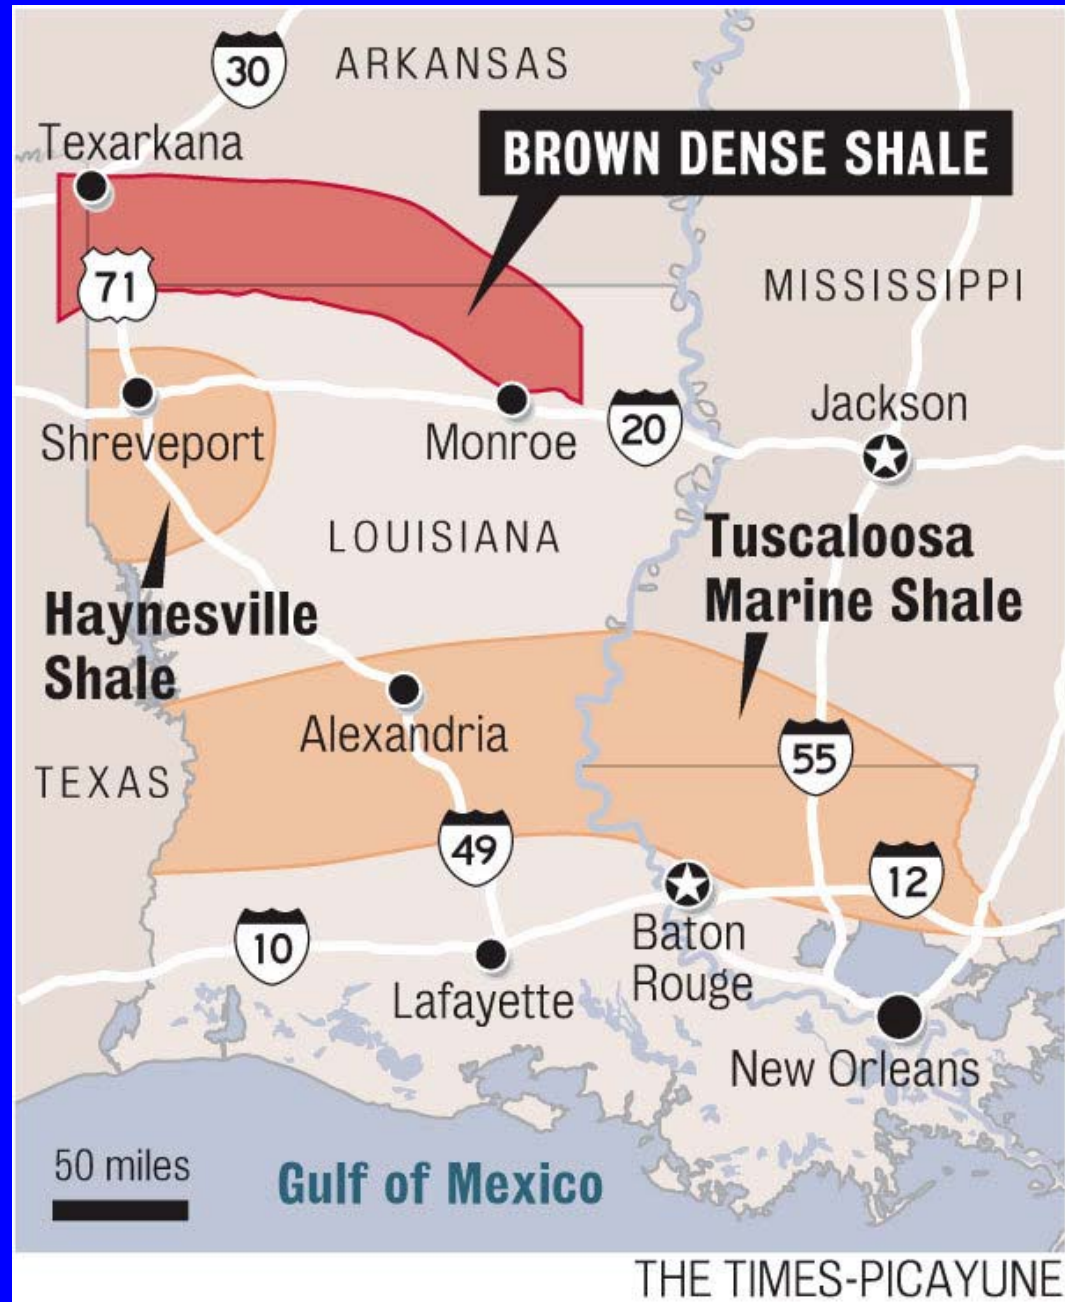 30
ARKANSAS
Texarkana
BROWN DENSE SHALE
71
MISSISSIPPI
Shreveport
Monroe
20
Jackson
LOUISIANA
Tuscaloosa
Marine Shale
Haynesville
Shale
Alexandria
TEXAS
55
49
12
10
Baton
Rouge
Lafayette
New Orleans
50 miles
Gulf of Mexico
THE TIMES-PICAYUNE